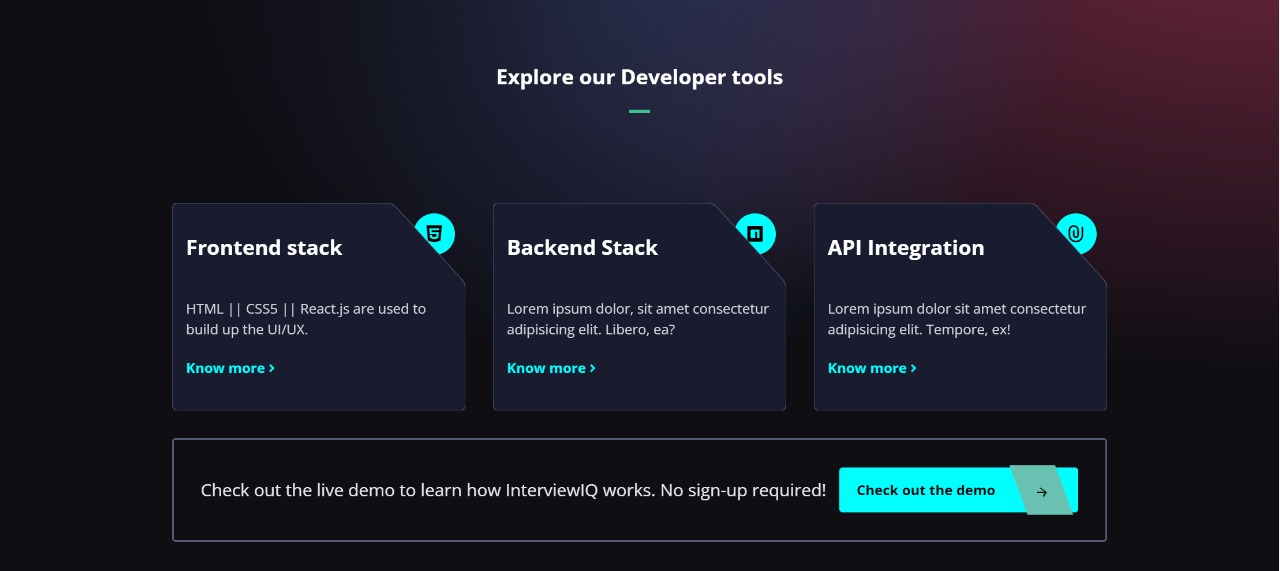 Explore our Developer tools
Frontend stack
HTML || CSS5 || React.js are used to
build up the UI/UX.
Know more
Backend Stack
Lorem ipsum dolor, sit amet consectetur
adipisicing elit. Libero, ea?
Know more
API Integration
Lorem ipsum dolor sit amet consectetur
adipisicing elit. Tempore, ex!
Know more
Check out the live demo to learn how InterviewIQ works. No sign-up required!
Check out the demo